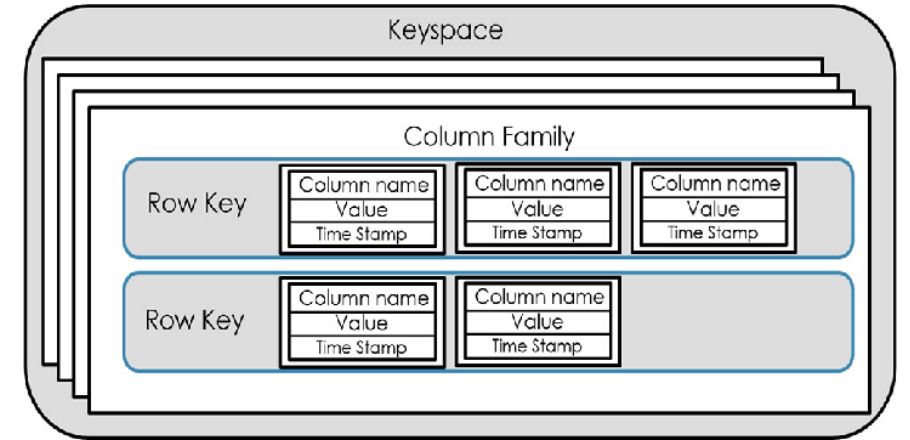 Keyspace
Column Family
Row Key
Column name
Value
Time Stamp
Column name
Value
Time Stamp
Column name
Value
Time Stamp
Row Key
Column name
Value
Time Stamp
Column name
Value
Time Stamp